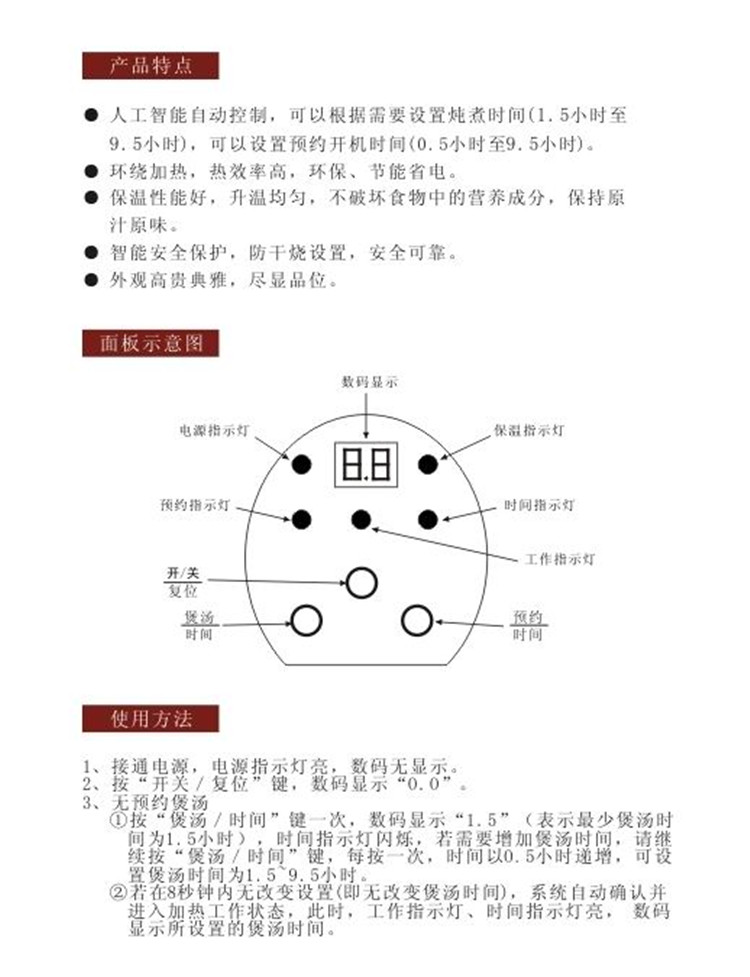 产品特点
● 人工智能自动控制，可以根据需要设置炖煮时间(1.5小时至
9.5小时)，可以设置预约开机时间(0.5小时至9.5小时)。
● 环绕加热，热效率高，环保、节能省电。
● 保温性能好，升温均匀，不破坏食物中的营养成分，保持原
汁原味。
● 智能安全保护，防干烧设置，安全可靠。
● 外观高贵典雅，尽显品位。
面板示意图
数码显示
电源指示灯
保温指示灯
8.8
预约指示灯
时间指示灯
工作指示灯
开/关
复位
煲汤
时间
预约
时间
使用方法
1、接通电源，电源指示灯亮，数码无显示。
2、按“开关／复位”键，数码显示“0.0”。
3、无预约煲汤
①按“煲汤／时间”键一次，数码显示“1.5”（表示最少煲汤时
间为1.5小时），时间指示灯闪烁，若需要增加煲汤时间，请继
续按“煲汤／时间”键，每按一次，时间以0.5小时递增，可设
置煲汤时间为1.5~9.5小时。
②若在8秒钟内无改变设置(即无改变煲汤时间)，系统自动确认并
进入加热工作状态，此时，工作指示灯、时间指示灯亮， 数码
显示所设置的煲汤时间。